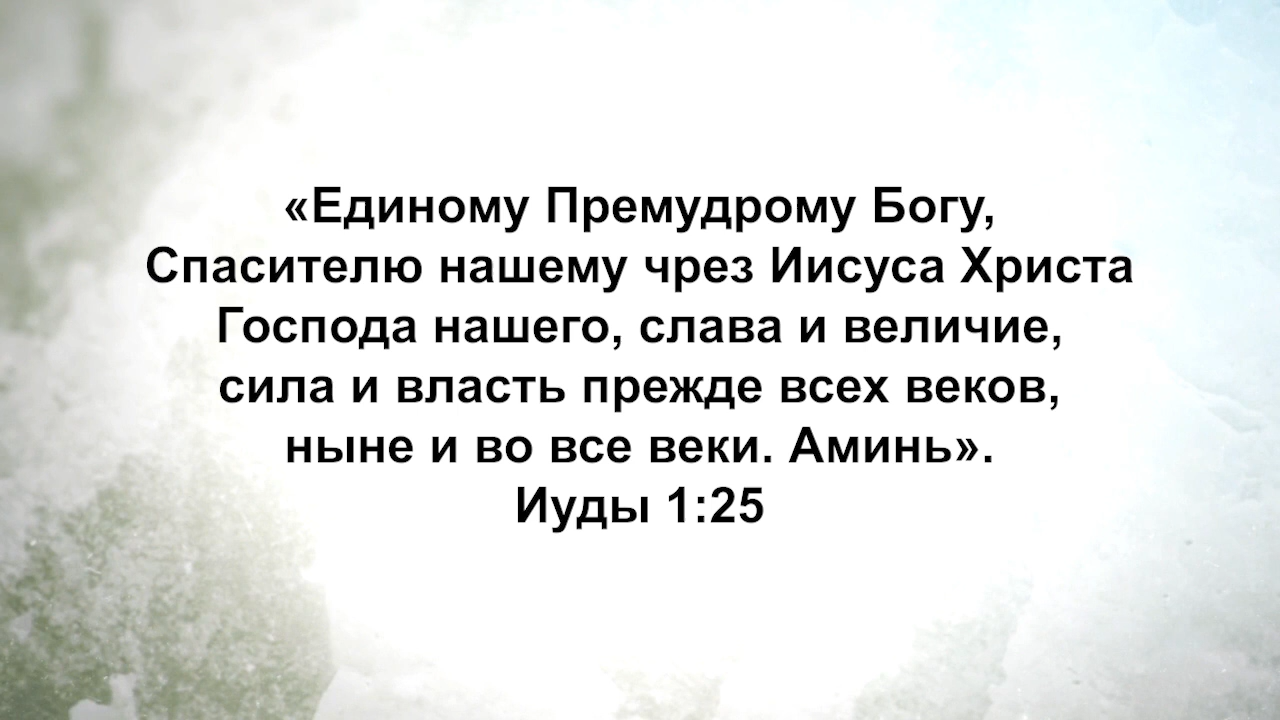 «Единому Премудрому Богу,
Спасителю нашему чрез Иисуса Христа
Господа нашего, слава и величие,
сила и власть прежде всех веков,
ныне и во все веки. Аминь».
Иуды 1:25